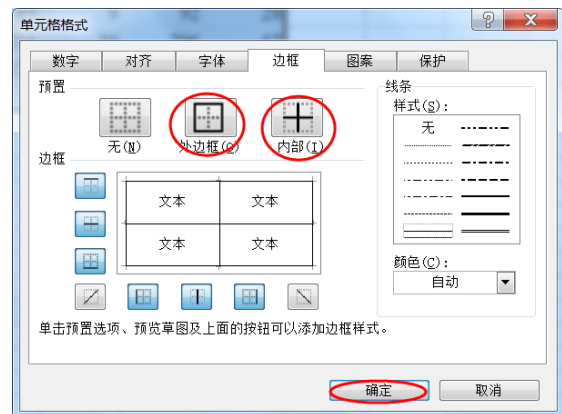 单元格格式
数字 对齐 字体 边框 图案 保护
预置
无(N) 外边框(O) 内部(I)
边框
文本 文本
文本 文本
线条
样式(S):
无
颜色(C):
自动
单击预置选项、预览草图及上面的按钮可以添加边框样式。
确定 取消